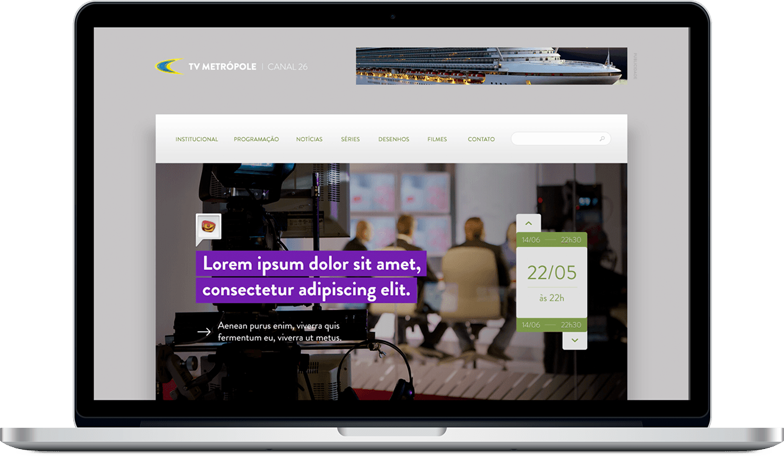 TV METRÓPOLE | CANAL 26
INSTITUCIONAL PROGRAMAÇÃO NOTÍCIAS SÉRIES DESENHOS FILMES CONTATO
Lorem ipsum dolor sit amet,
consectetur adipiscing elit.
Aenean purus enim, viverra quis
fermentum eu, viverra ut metus.
14/06 22h30
22/05
às 22h
14/06 22h30